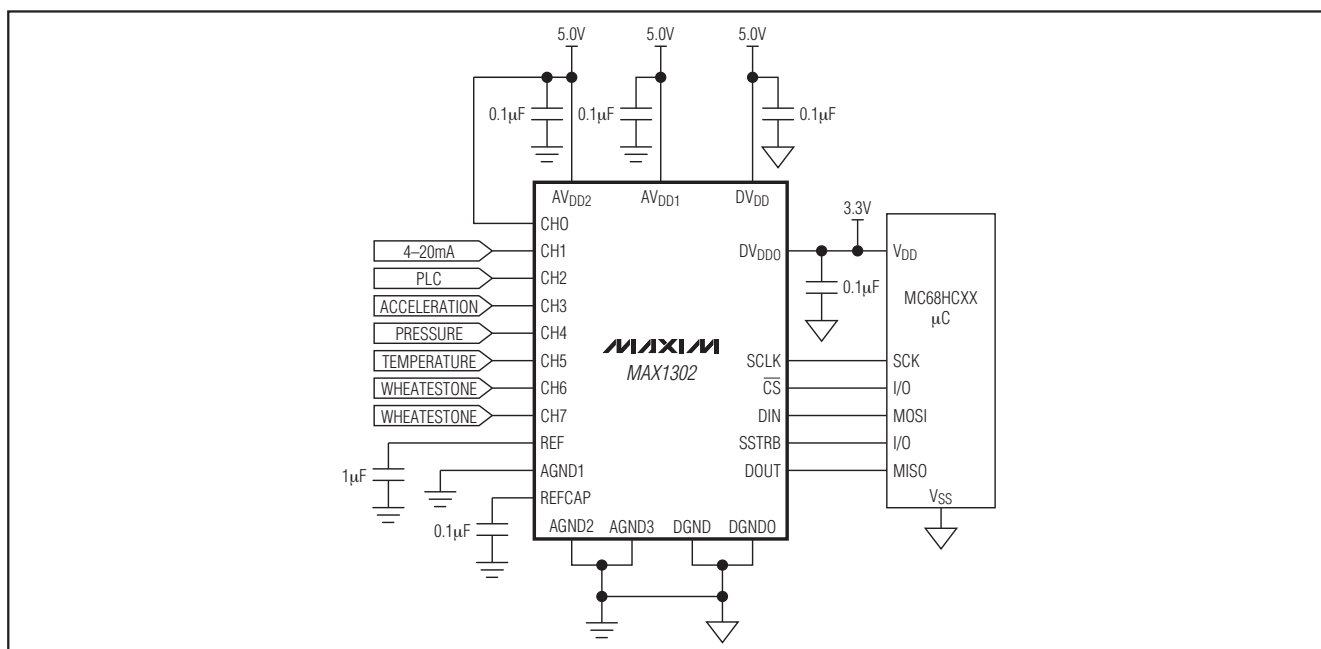 5.0V 5.0V 5.0V
0.1µF 0.1µF 0.1µF
AVDD2 AVDD1 DVDD
CH0
3.3V
4–20mA CH1 DVDDO VDD
PLC CH2
0.1µF
MC68HCXX
µC
ACCELERATION CH3
PRESSURE CH4
MAXIM
MAX1302
TEMPERATURE CH5 SCLK SCK
WHEATESTONE CH6 CS I/O
WHEATESTONE CH7 DIN MOSI
REF SSTRB I/O
1µF
AGND1 DOUT MISO
REFCAP
VSS
0.1µF
AGND2 AGND3 DGND DGNDO